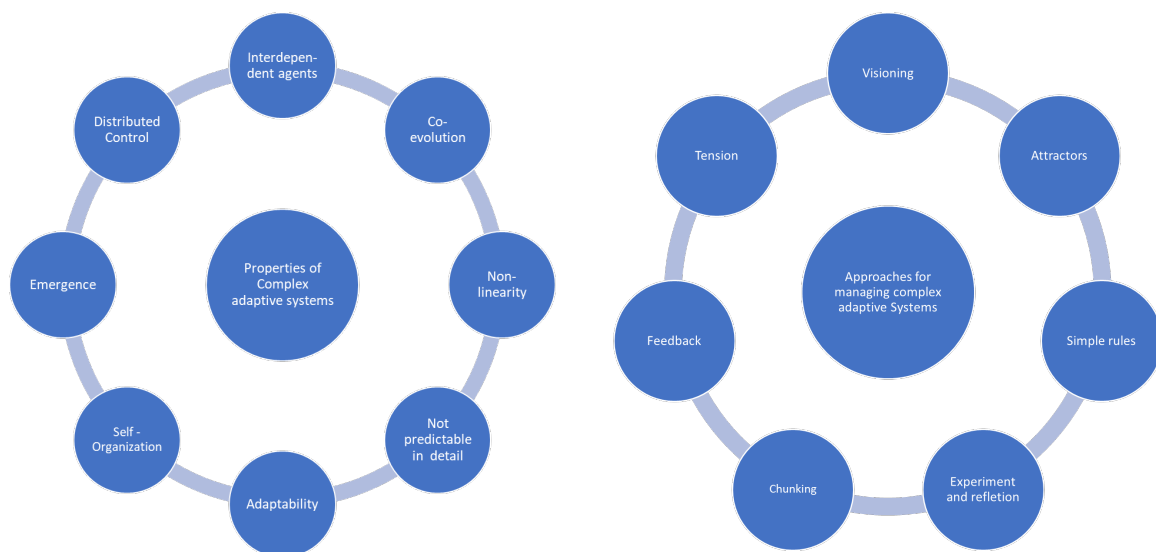 Interdepen-
dent agents
Co-
evolution
Non-
linearity
Not
predictable
in detail
Adaptability
Self -
Organization
Emergence
Distributed
Control
Properties of
Complex
adaptive systems
Visioning
Attractors
Simple rules
Experiment
and refletion
Chunking
Feedback
Tension
Approaches for
managing complex
adaptive Systems